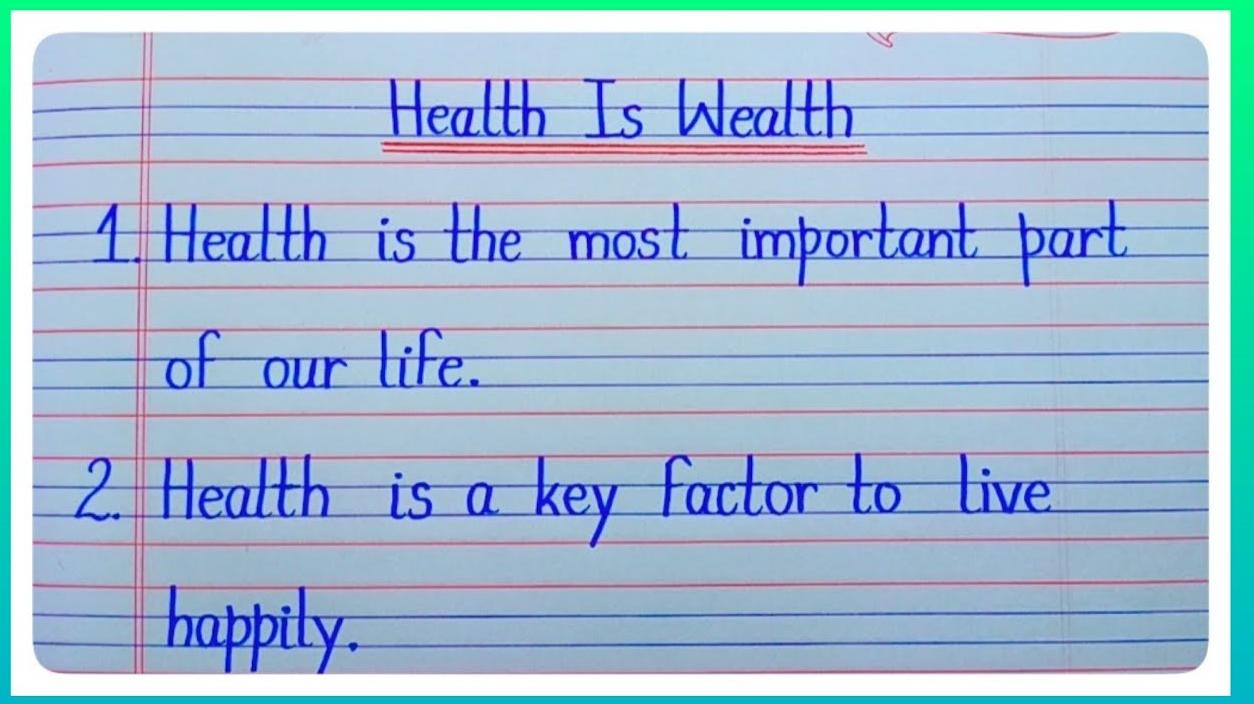 Health Is Wealth
1. Health is the most important part
of our life.
2. Health is a key factor to live
happily.